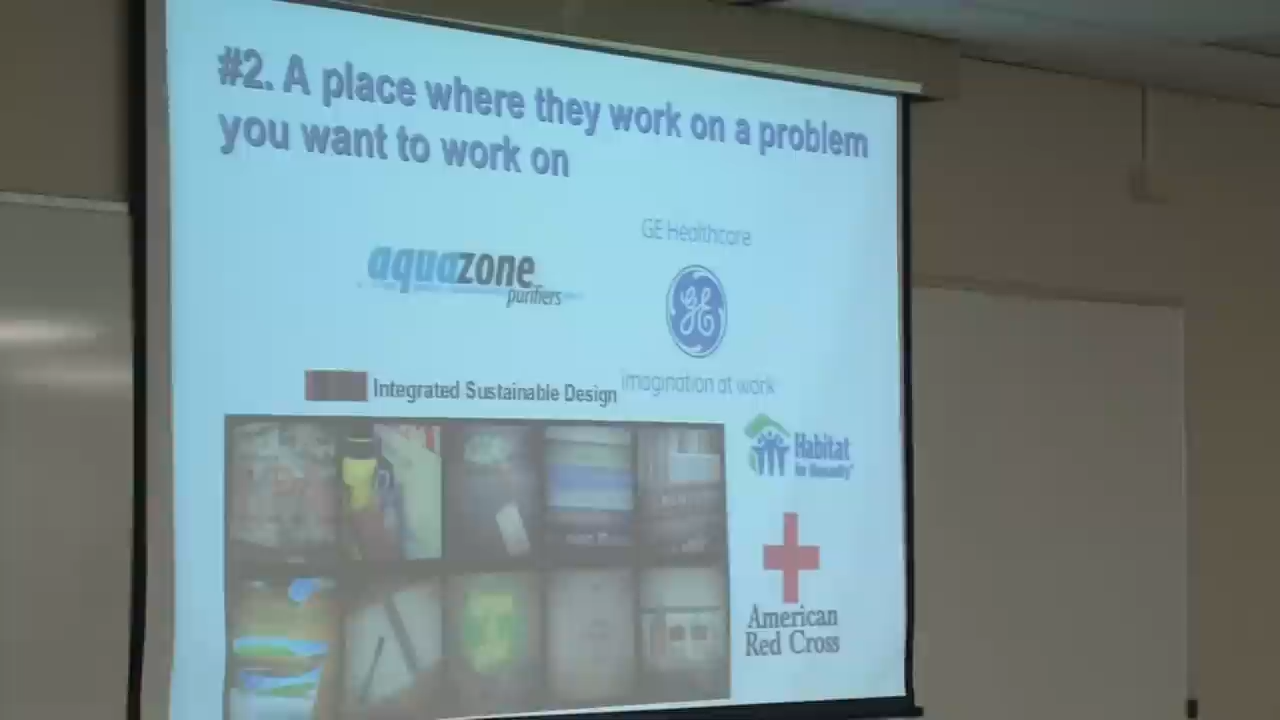 #2. A place where they work on a problem
you want to work on
GE Healthcare
aquazone
purifiers
GE
imagination at work
Integrated Sustainable Design
Habitat
for Humanity
American
Red Cross